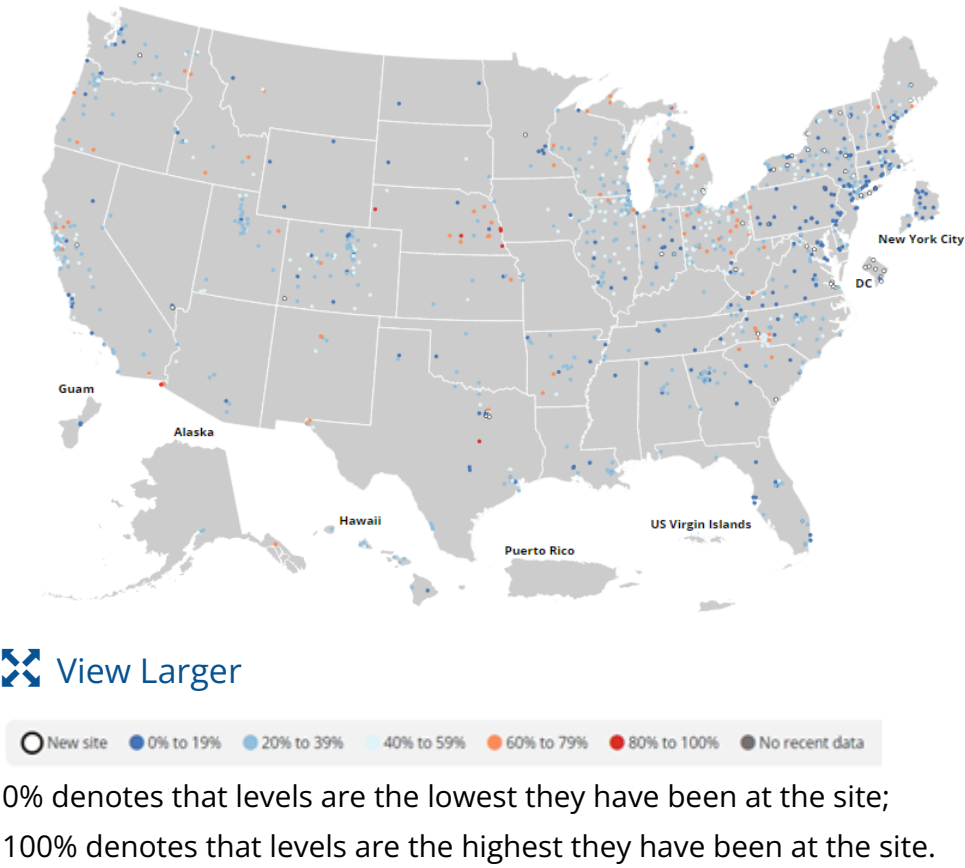 New York City
DC
Guam
Alaska
Hawaii
US Virgin Islands
Puerto Rico
View Larger
New site 0% to 19% 20% to 39% 40% to 59% 60% to 79% 80% to 100% No recent data
0% denotes that levels are the lowest they have been at the site;
100% denotes that levels are the highest they have been at the site.